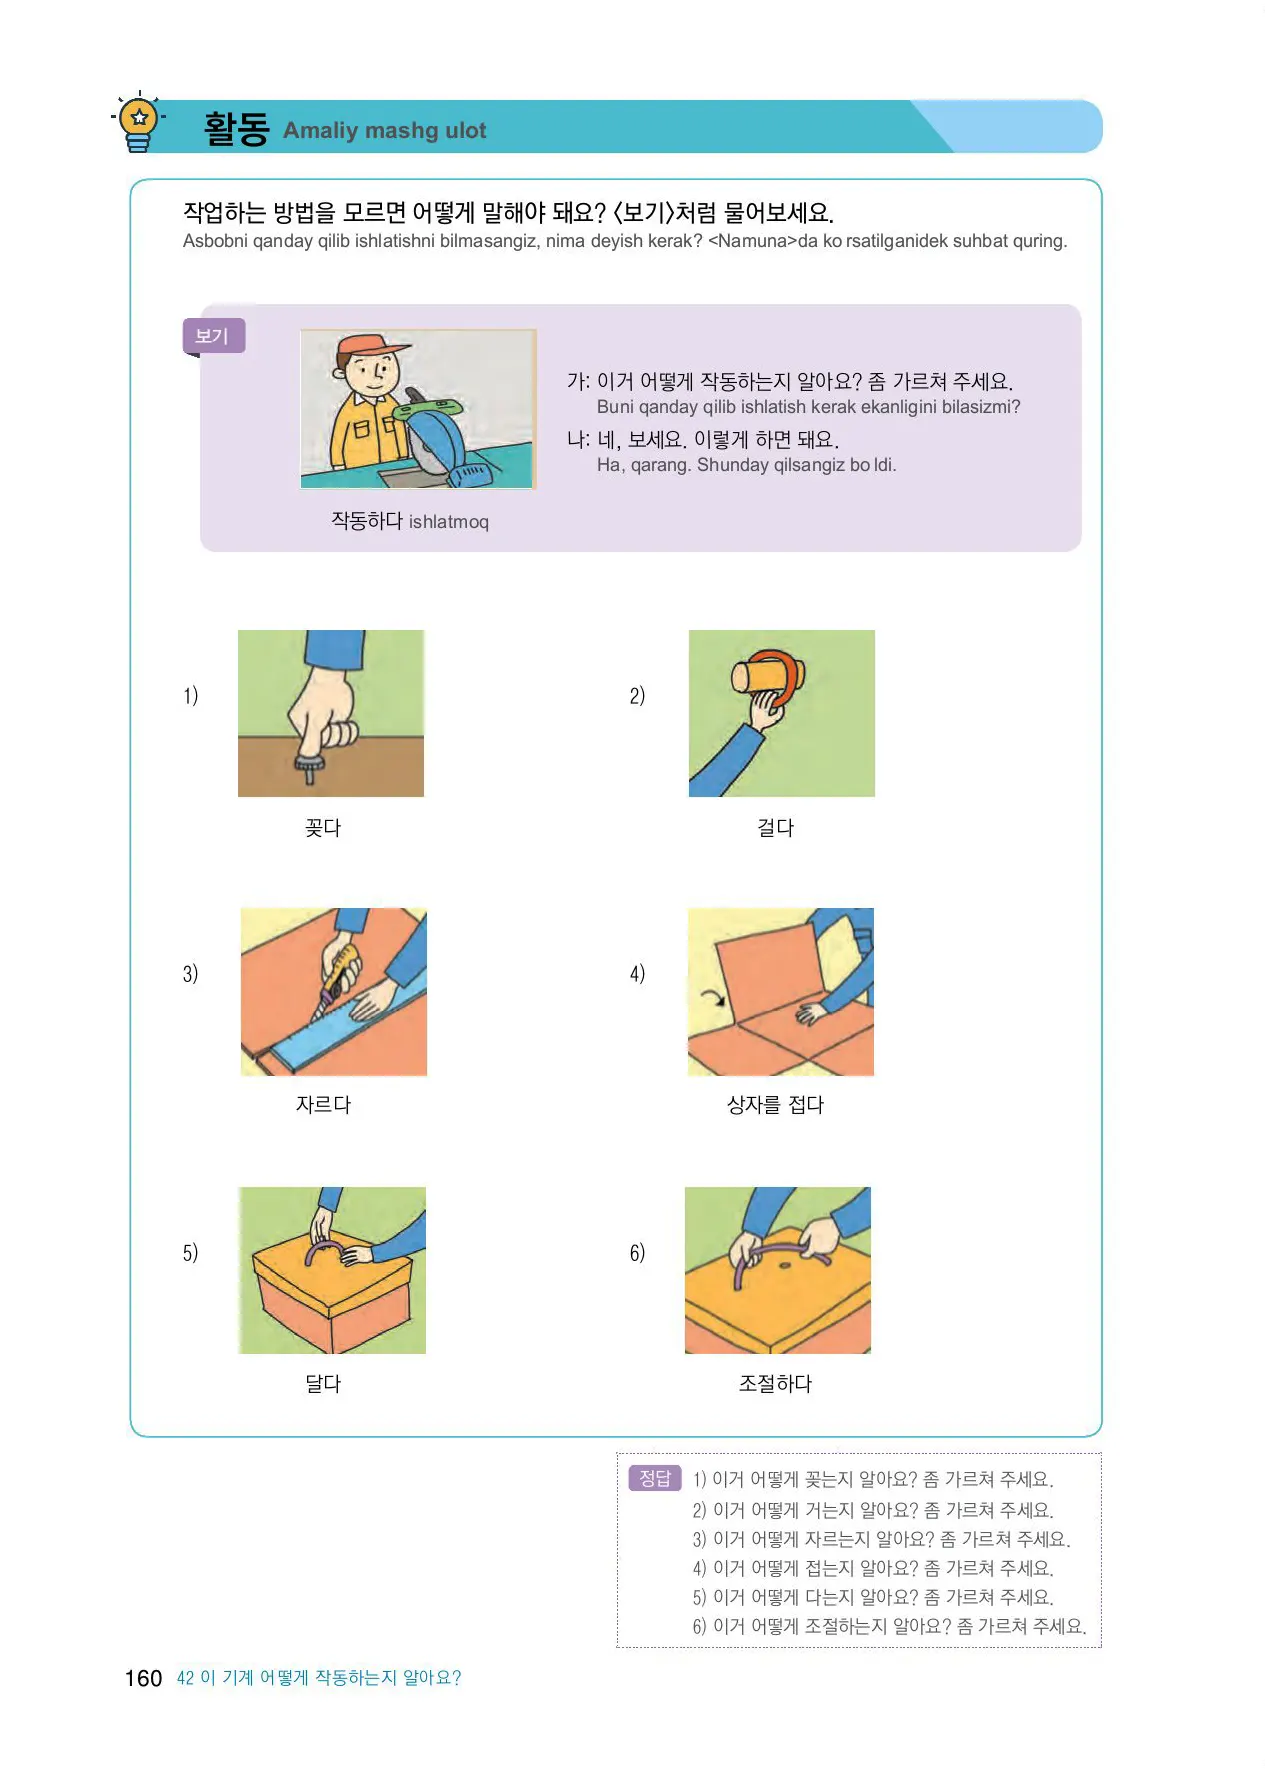 활동 Amaliy mashg ulot
작업하는 방법을 모르면 어떻게 말해야 돼요? <보기>처럼 물어보세요.
Asbobni qanday qilib ishlatishni bilmasangiz, nima deyish kerak? <Namuna>da ko rsatilganidek suhbat quring.
보기
가: 이거 어떻게 작동하는지 알아요? 좀 가르쳐 주세요.
Buni qanday qilib ishlatish kerak ekanligini bilasizmi?
나: 네, 보세요. 이렇게 하면 돼요.
Ha, qarang. Shunday qilsangiz bo ldi.
작동하다 ishlatmoq
1)
꽂다
2)
걸다
3)
자르다
4)
상자를 접다
5)
달다
6)
조절하다
정답 1) 이거 어떻게 꽂는지 알아요? 좀 가르쳐 주세요.
2) 이거 어떻게 거는지 알아요? 좀 가르쳐 주세요.
3) 이거 어떻게 자르는지 알아요? 좀 가르쳐 주세요.
4) 이거 어떻게 접는지 알아요? 좀 가르쳐 주세요.
5) 이거 어떻게 다는지 알아요? 좀 가르쳐 주세요.
6) 이거 어떻게 조절하는지 알아요? 좀 가르쳐 주세요.
160 42 이 기계 어떻게 작동하는지 알아요?